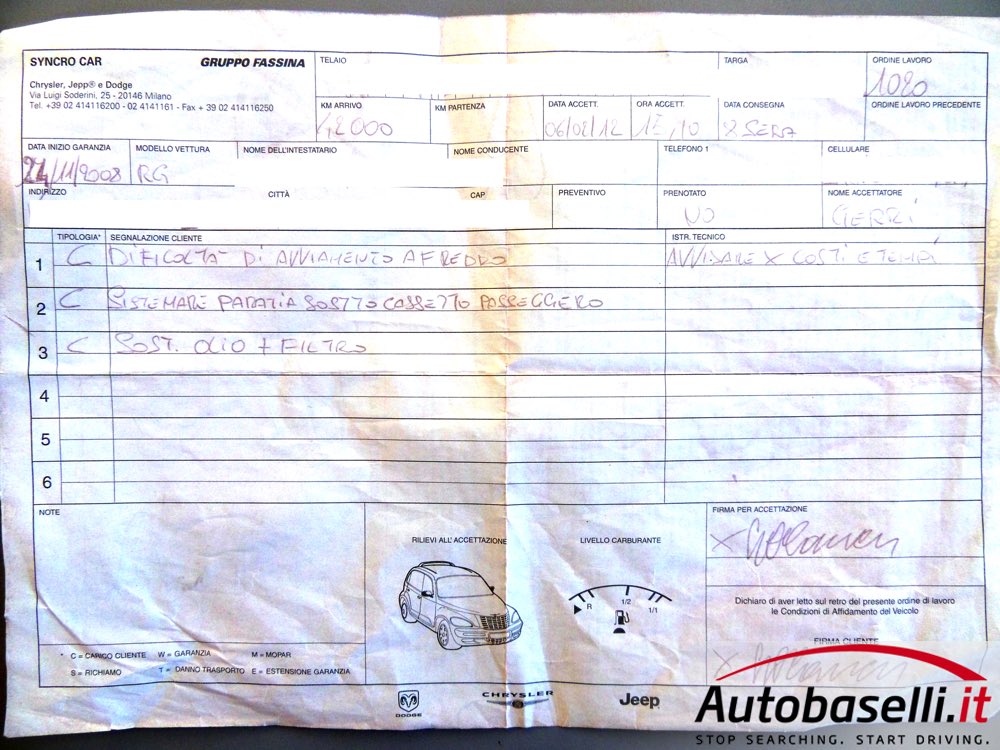 SYNCRO CAR GRUPPO FASSINA
Chrysler, Jepp® e Dodge
Via Luigi Soderini, 25 - 20146 Milano
Tel. +39 02 414116200 - 02 4141161 - Fax + 39 02 414116250
TELAIO TARGA ORDINE LAVORO
1020
KM ARRIVO KM PARTENZA DATA ACCETT. ORA ACCETT. DATA CONSEGNA ORDINE LAVORO PRECEDENTE
42000 06/02/12 SERA
DATA INIZIO GARANZIA MODELLO VETTURA NOME DELL'INTESTATARIO NOME CONDUCENTE TELEFONO 1 CELLULARE
24/11/2008 RG
INDIRIZZO CITTÀ CAP PREVENTIVO PRENOTATO NOME ACCETTATORE
NO GERRI
TIPOLOGIA* SEGNALAZIONE CLIENTE ISTR. TECNICO
1 C DIFICOLTA' DI AVVIAMENTO A FREDDO AVVISARE X COSTI E TEMPI
2 C SISTEMARE PARATIA SOSTTO CASSETTO PASSEGGERO
3 C SOST. OLIO + FILTRO
4
5
6
NOTE
RILIEVI ALL' ACCETTAZIONE
LIVELLO CARBURANTE
R 1/2 1/1
FIRMA PER ACCETTAZIONE
Dichiaro di aver letto sul retro del presente ordine di lavoro
le Condizioni di Affidamento del Veicolo
FIRMA CLIENTE
* C = CARICO CLIENTE W = GARANZIA M = MOPAR
S = RICHIAMO T = DANNO TRASPORTO E = ESTENSIONE GARANZIA
DODGE CHRYSLER Jeep
Autobaselli.it
STOP SEARCHING. START DRIVING.